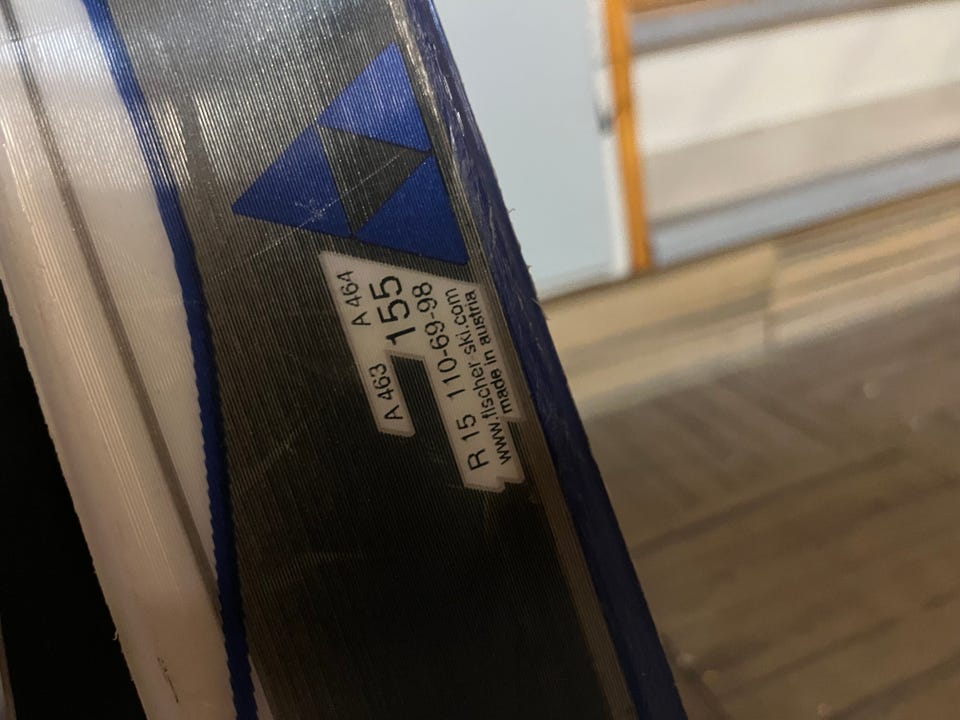 A 463 A 464
155
R 15 110-69-98
www.fischer-ski.com
made in austria